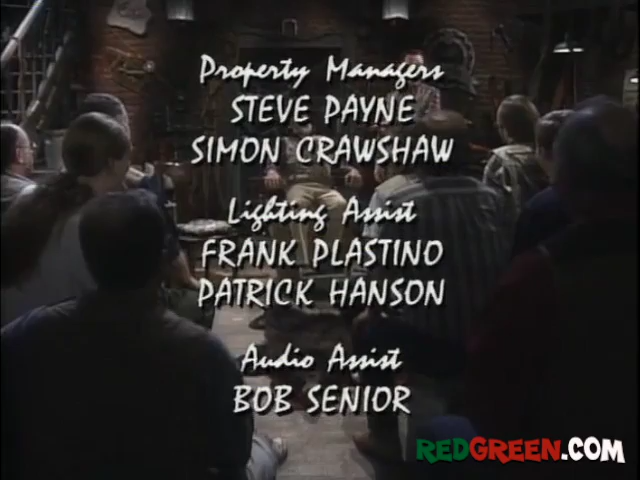 Property Managers
STEVE PAYNE
SIMON CRAWSHAW
Lighting Assist
FRANK PLASTINO
PATRICK HANSON
Audio Assist
BOB SENIOR
REDGREEN.COM